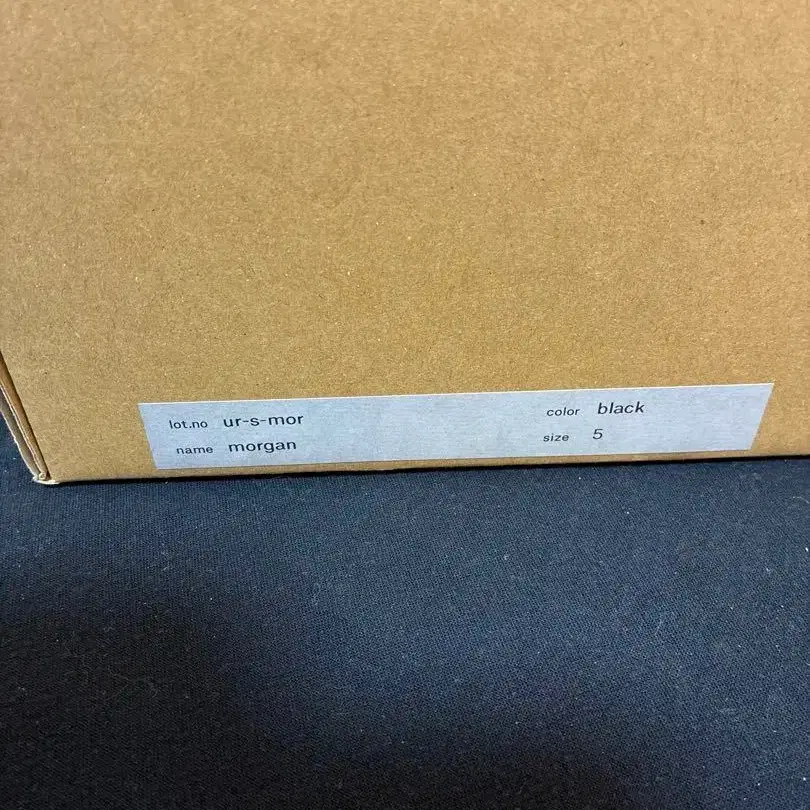 lot.no ur-s-mor color black
name morgan size 5